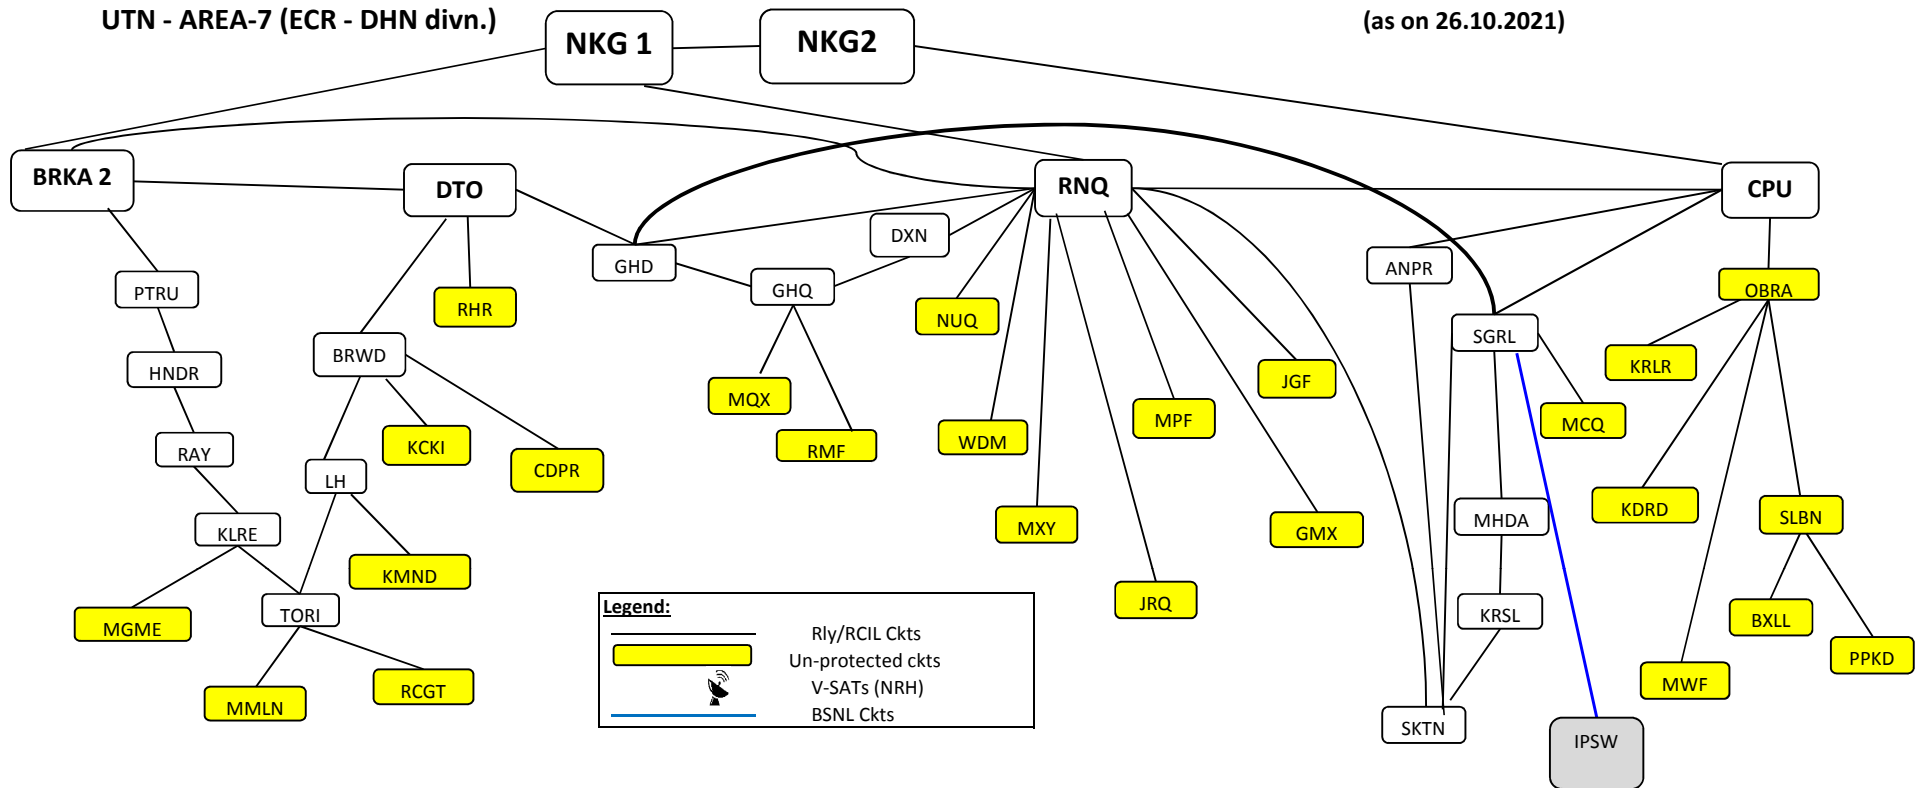 UTN - AREA-7 (ECR - DHN divn.)
(as on 26.10.2021)
NKG 1
NKG2
BRKA 2
DTO
RNQ
CPU
DXN
GHD
ANPR
PTRU
GHQ
OBRA
RHR
NUQ
SGRL
BRWD
HNDR
KRLR
JGF
MQX
MPF
MCQ
RAY
KCKI
RMF
WDM
CDPR
LH
KLRE
MXY
GMX
MHDA
KDRD
SLBN
KMND
JRQ
TORI
MGME
KRSL
BXLL
Legend:
Rly/RCIL Ckts
Un-protected ckts
V-SATs (NRH)
BSNL Ckts
PPKD
RCGT
MWF
MMLN
SKTN
IPSW